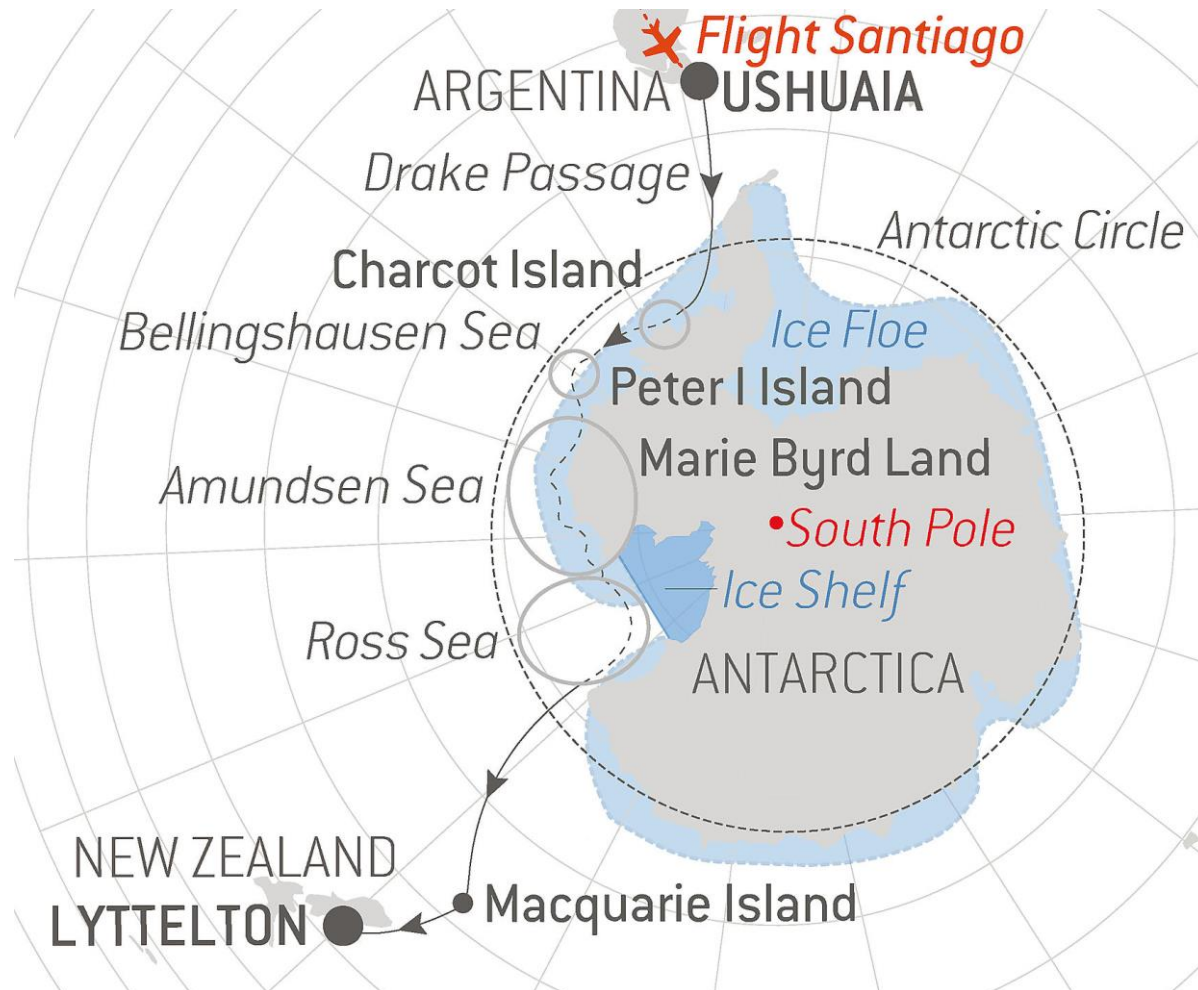 Flight Santiago
ARGENTINA
USHUAIA
Drake Passage
Antarctic Circle
Charcot Island
Bellingshausen Sea
Ice Floe
Peter I Island
Marie Byrd Land
Amundsen Sea
South Pole
Ice Shelf
Ross Sea
ANTARCTICA
NEW ZEALAND
LYTTELTON
Macquarie Island